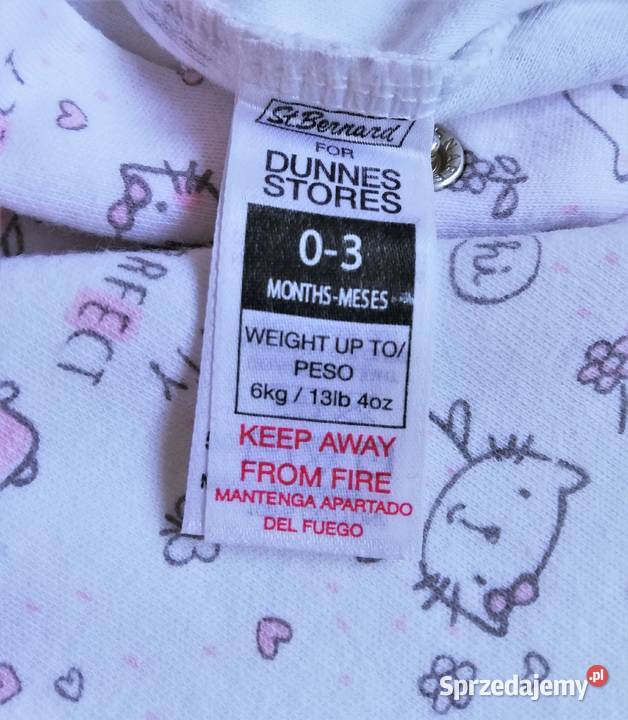 St Bernard
FOR
DUNNES
STORES
0-3
MONTHS-MESES
WEIGHT UP TO/
PESO
6kg / 13lb 4oz
KEEP AWAY
FROM FIRE
MANTENGA APARTADO
DEL FUEGO
hi
Sprzedajemy.pl